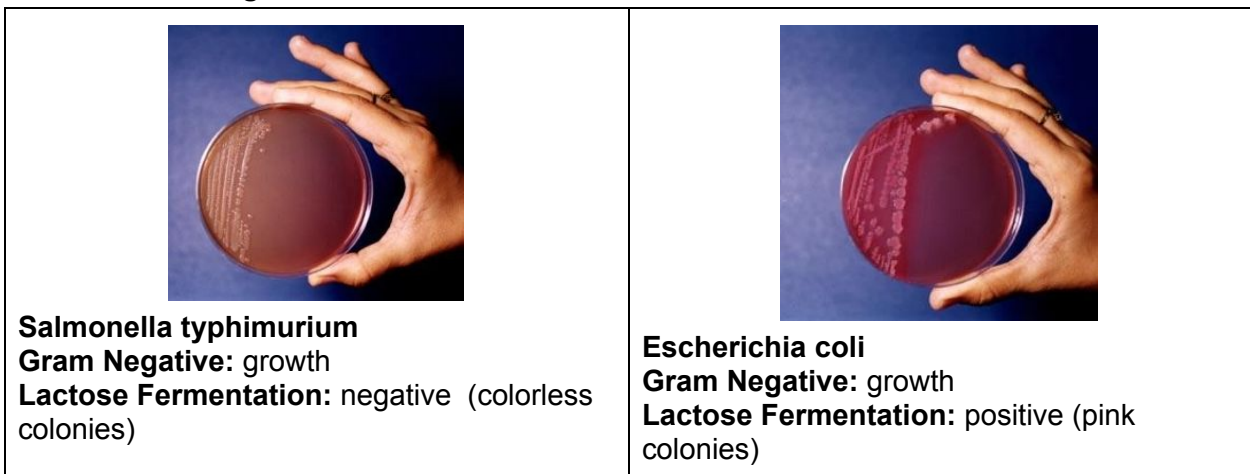 Salmonella typhimurium
Gram Negative: growth
Lactose Fermentation: negative (colorless
colonies)
Escherichia coli
Gram Negative: growth
Lactose Fermentation: positive (pink
colonies)